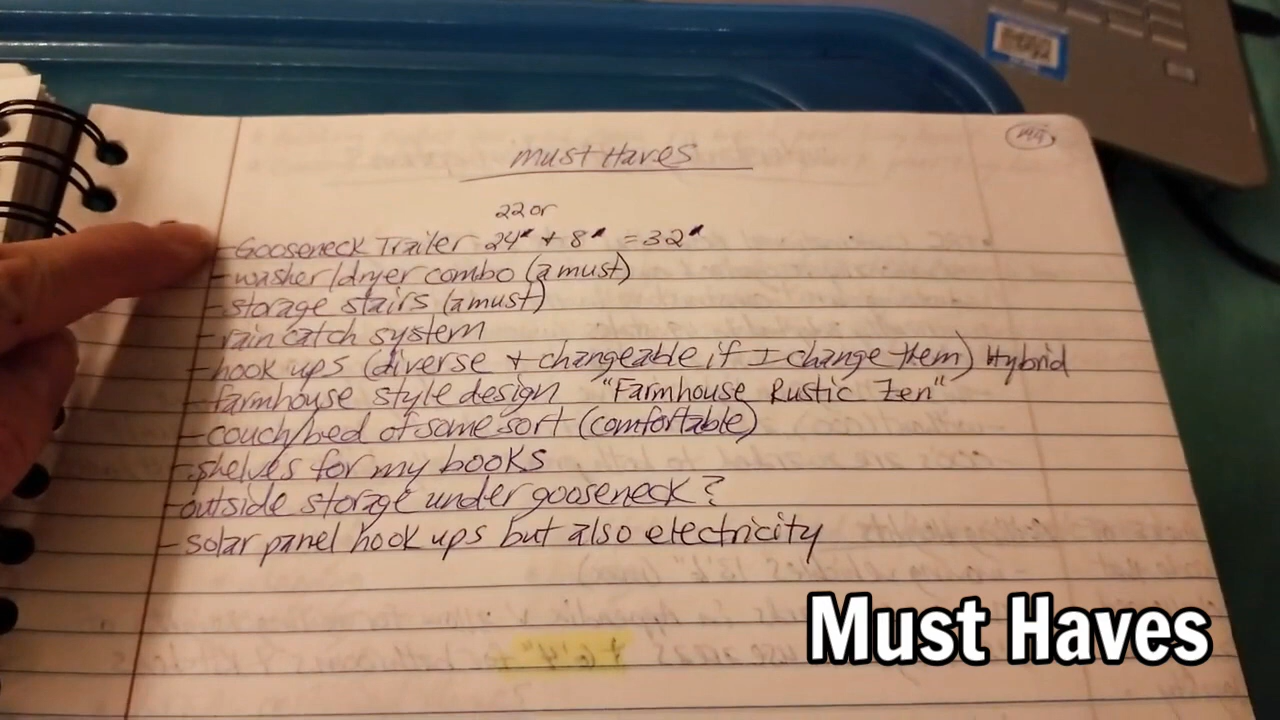 must Haves
22 or
- Gooseneck Trailer 24' + 8' = 32'
- washer/dryer combo (a must)
- storage stairs (a must)
- rain catch system
- hook ups (diverse + changeable if I change them) Hybrid
- farmhouse style design "Farmhouse Rustic Zen"
- couch/bed of some sort (comfortable)
- shelves for my books
- outside storage under gooseneck?
- solar panel hook ups but also electricity
Must Haves